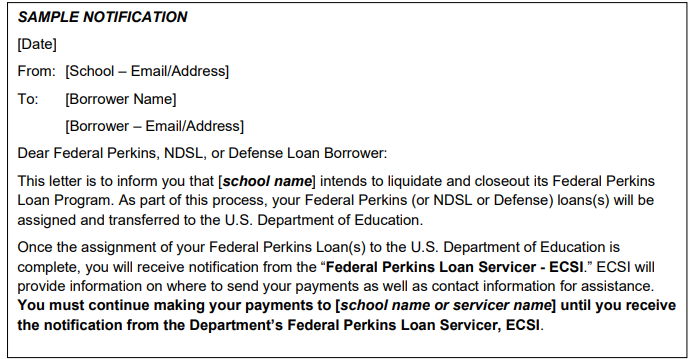 SAMPLE NOTIFICATION
[Date]
From: [School – Email/Address]
To: [Borrower Name]
[Borrower – Email/Address]
Dear Federal Perkins, NDSL, or Defense Loan Borrower:
This letter is to inform you that [school name] intends to liquidate and closeout its Federal Perkins
Loan Program. As part of this process, your Federal Perkins (or NDSL or Defense) loans(s) will be
assigned and transferred to the U.S. Department of Education.
Once the assignment of your Federal Perkins Loan(s) to the U.S. Department of Education is
complete, you will receive notification from the “Federal Perkins Loan Servicer - ECSI.” ECSI will
provide information on where to send your payments as well as contact information for assistance.
You must continue making your payments to [school name or servicer name] until you receive
the notification from the Department’s Federal Perkins Loan Servicer, ECSI.